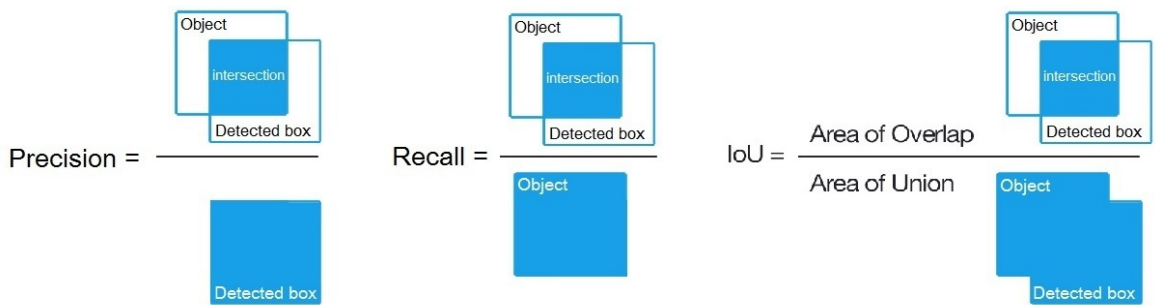 Object
intersection
Detected box
Precision =
Detected box
Object
intersection
Detected box
Recall =
Object
Object
intersection
Detected box
IoU =
Area of Overlap
Area of Union
Object
Detected box